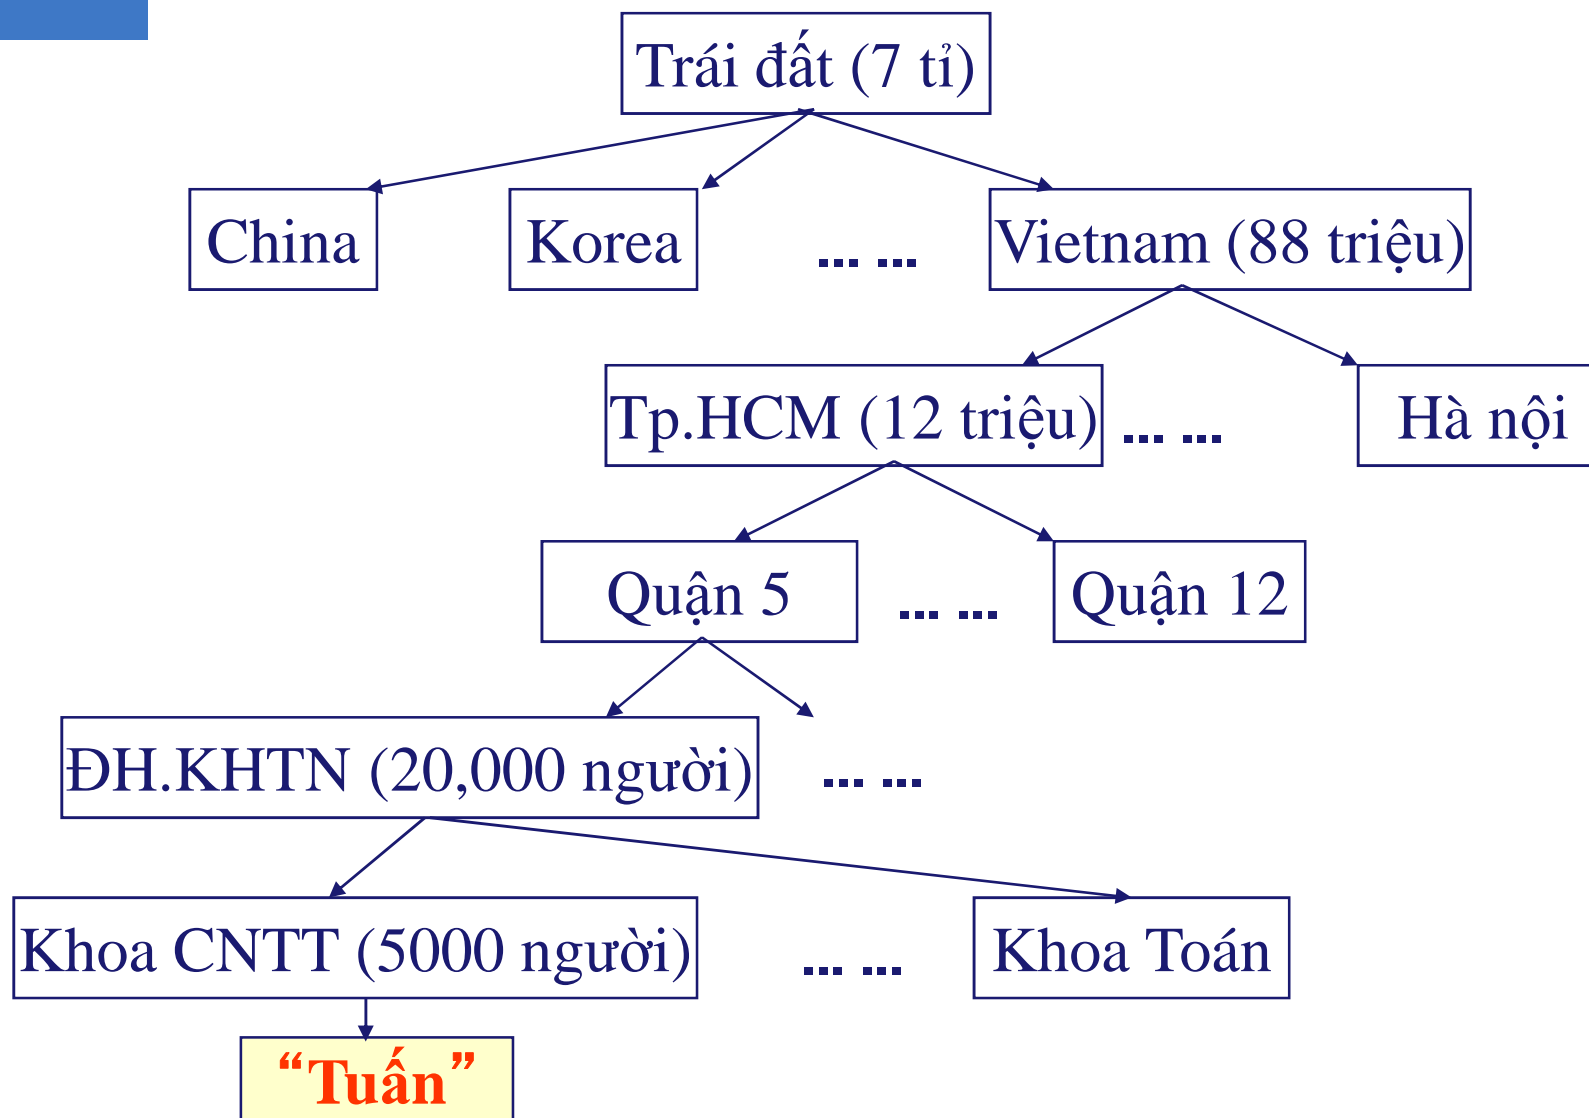 Trái đất (7 tỉ)
China
Korea
... ...
Vietnam (88 triệu)
Tp.HCM (12 triệu)
... ...
Hà nội
Quận 5
... ...
Quận 12
ĐH.KHTN (20,000 người)
... ...
Khoa CNTT (5000 người)
... ...
Khoa Toán
“Tuấn”